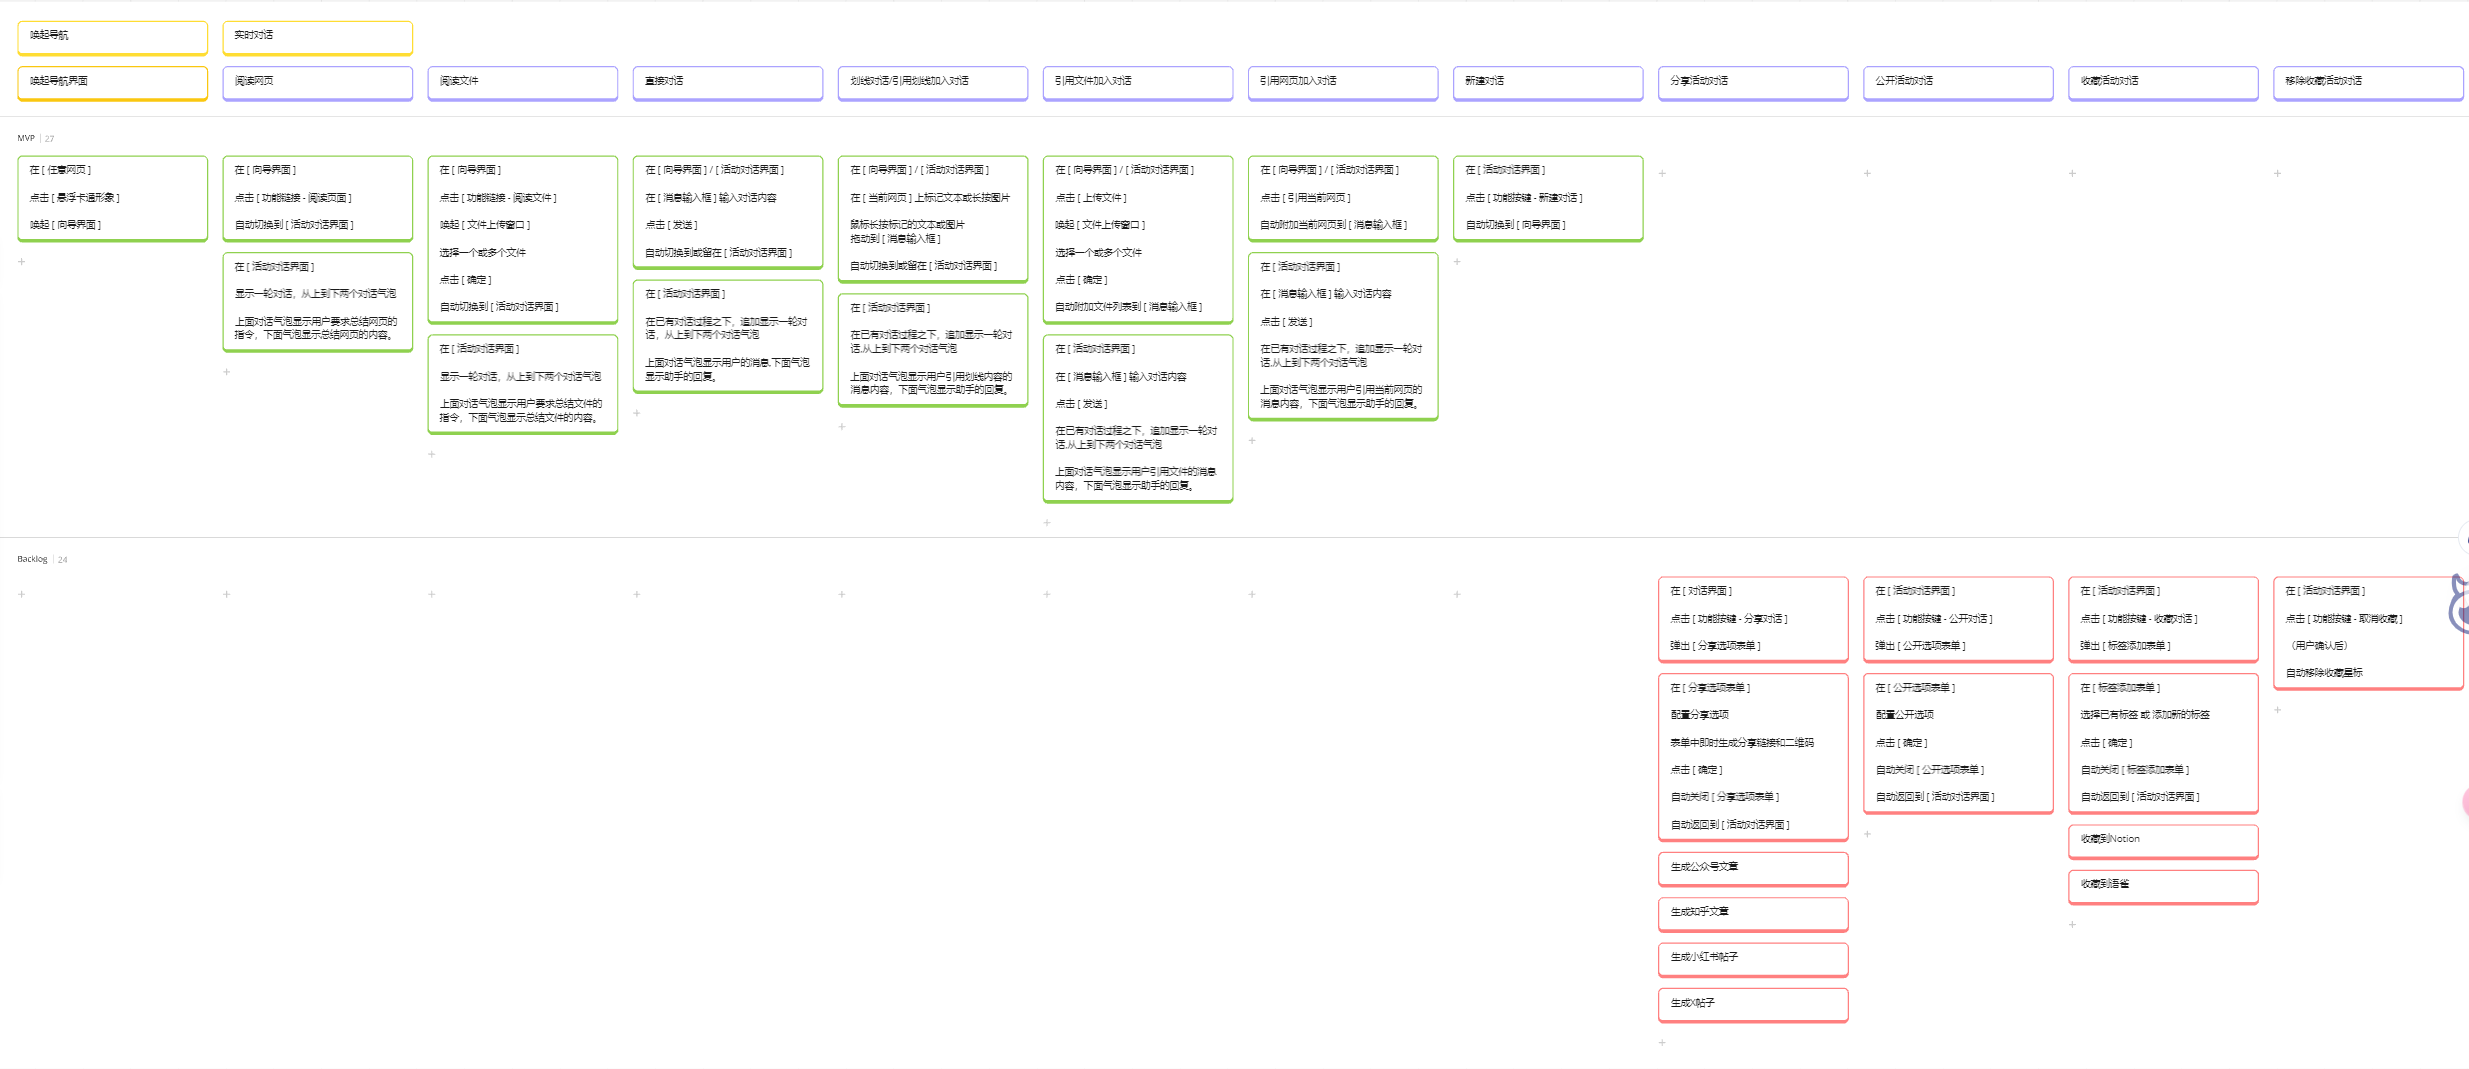 唤起导航
实时对话
唤起导航界面
阅读网页
阅读文件
直接对话
划线对话/引用划线加入对话
引用文件加入对话
引用网页加入对话
新建对话
分享活动对话
公开活动对话
收藏活动对话
移除收藏活动对话
MVP | 27
在 [ 任意网页 ]
点击 [ 悬浮卡通形象 ]
唤起 [ 向导界面 ]
在 [ 向导界面 ]
点击 [ 功能链接 - 阅读页面 ]
自动切换到 [ 活动对话界面 ]
在 [ 活动对话界面 ]
显示一轮对话，从上到下两个对话气泡
上面对话气泡显示用户要求总结网页的
指令，下面气泡显示总结网页的内容。
在 [ 向导界面 ]
点击 [ 功能链接 - 阅读文件 ]
唤起 [ 文件上传窗口 ]
选择一个或多个文件
点击 [ 确定 ]
自动切换到 [ 活动对话界面 ]
在 [ 活动对话界面 ]
显示一轮对话，从上到下两个对话气泡
上面对话气泡显示用户要求总结文件的
指令，下面气泡显示总结文件的内容。
在 [ 向导界面 ] / [ 活动对话界面 ]
在 [ 消息输入框 ] 输入对话内容
点击 [ 发送 ]
自动切换到或留在 [ 活动对话界面 ]
在 [ 活动对话界面 ]
在已有对话过程之下，追加显示一轮对
话，从上到下两个对话气泡
上面对话气泡显示用户的消息,下面气泡
显示助手的回复。
在 [ 向导界面 ] / [ 活动对话界面 ]
在 [ 当前网页 ] 上标记文本或长按图片
鼠标长按标记的文本或图片
拖动到 [ 消息输入框 ]
自动切换到或留在 [ 活动对话界面 ]
在 [ 活动对话界面 ]
在已有对话过程之下，追加显示一轮对
话,从上到下两个对话气泡
上面对话气泡显示用户引用划线内容的
消息内容，下面气泡显示助手的回复。
在 [ 向导界面 ] / [ 活动对话界面 ]
点击 [ 上传文件 ]
唤起 [ 文件上传窗口 ]
选择一个或多个文件
点击 [ 确定 ]
自动附加文件列表到 [ 消息输入框 ]
在 [ 活动对话界面 ]
在 [ 消息输入框 ] 输入对话内容
点击 [ 发送 ]
在已有对话过程之下，追加显示一轮对
话,从上到下两个对话气泡
上面对话气泡显示用户引用文件的消息
内容，下面气泡显示助手的回复。
在 [ 向导界面 ] / [ 活动对话界面 ]
点击 [ 引用当前网页 ]
自动附加当前网页到 [ 消息输入框 ]
在 [ 活动对话界面 ]
在 [ 消息输入框 ] 输入对话内容
点击 [ 发送 ]
在已有对话过程之下，追加显示一轮对
话,从上到下两个对话气泡
上面对话气泡显示用户引用当前网页的
消息内容，下面气泡显示助手的回复。
在 [ 活动对话界面 ]
点击 [ 功能按键 - 新建对话 ]
自动切换到 [ 向导界面 ]
Backlog | 24
在 [ 对话界面 ]
点击 [ 功能按键 - 分享对话 ]
弹出 [ 分享选项表单 ]
在 [ 分享选项表单 ]
配置分享选项
表单中即时生成分享链接和二维码
点击 [ 确定 ]
自动关闭 [ 分享选项表单 ]
自动返回到 [ 活动对话界面 ]
生成公众号文章
生成知乎文章
生成小红书帖子
生成X帖子
在 [ 活动对话界面 ]
点击 [ 功能按键 - 公开对话 ]
弹出 [ 公开选项表单 ]
在 [ 公开选项表单 ]
配置公开选项
点击 [ 确定 ]
自动关闭 [ 公开选项表单 ]
自动返回到 [ 活动对话界面 ]
在 [ 活动对话界面 ]
点击 [ 功能按键 - 收藏对话 ]
弹出 [ 标签添加表单 ]
在 [ 标签添加表单 ]
选择已有标签 或 添加新的标签
点击 [ 确定 ]
自动关闭 [ 标签添加表单 ]
自动返回到 [ 活动对话界面 ]
收藏到Notion
收藏到语雀
在 [ 活动对话界面 ]
点击 [ 功能按键 - 取消收藏 ]
（用户确认后）
自动移除收藏星标